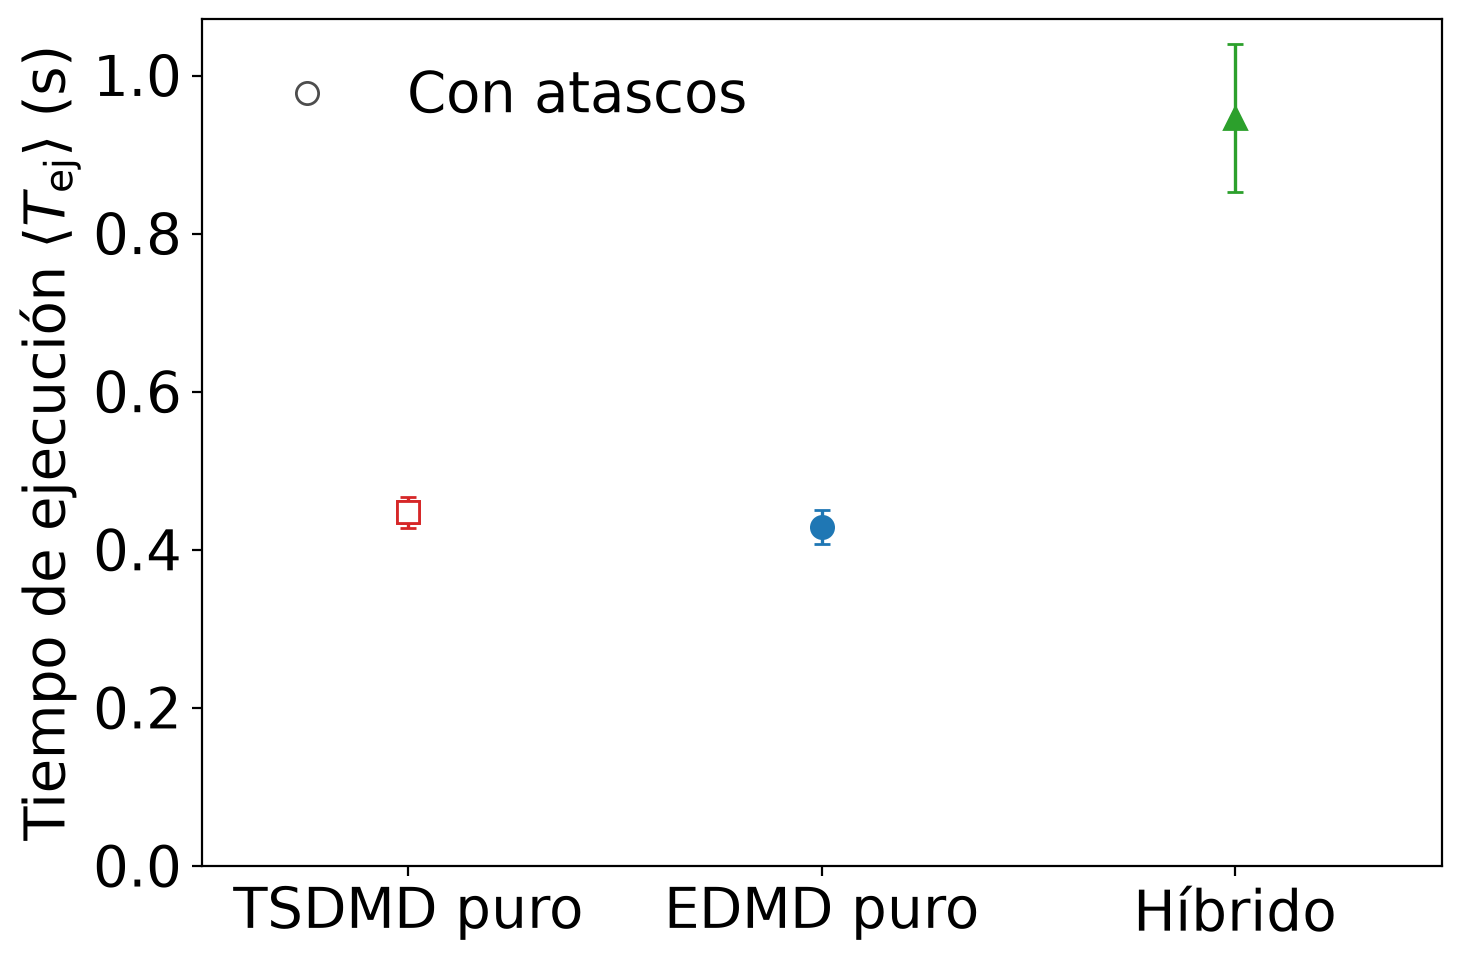 Tiempo de ejecución ⟨T_ej⟩ (s)
1.0
0.8
0.6
0.4
0.2
0.0
Con atascos
TSDMD puro
EDMD puro
Híbrido